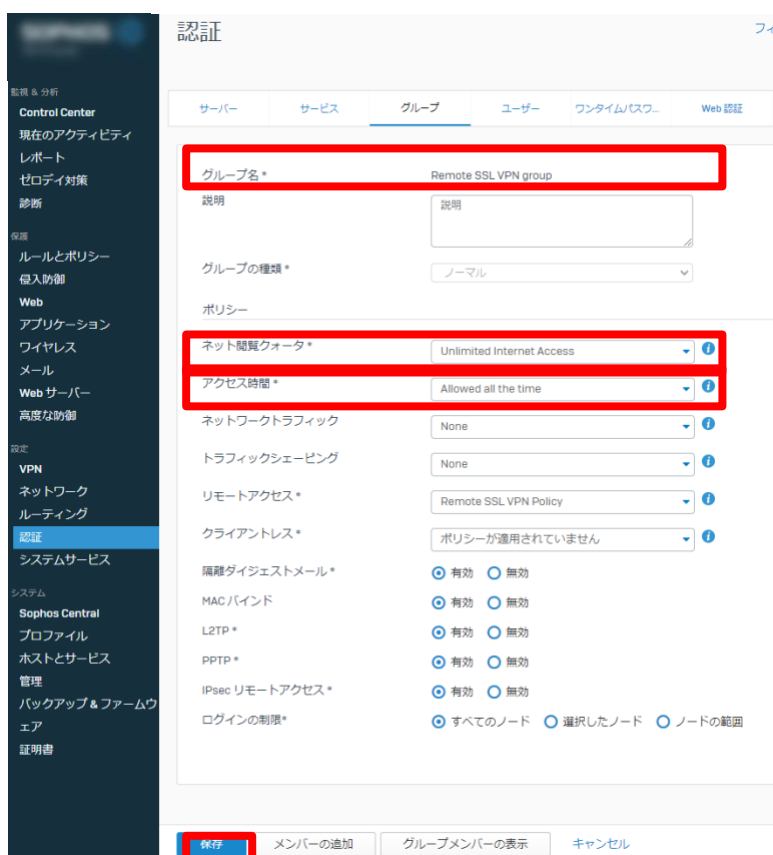 SOPHOS
認証
フィ
監視 & 分析
Control Center
現在のアクティビティ
レポート
ゼロデイ対策
診断
保護
ルールとポリシー
侵入防御
Web
アプリケーション
ワイヤレス
メール
Web サーバー
高度な防御
設定
VPN
ネットワーク
ルーティング
認証
システムサービス
システム
Sophos Central
プロファイル
ホストとサービス
管理
バックアップ & ファームウ
ェア
証明書
サーバー サービス グループ ユーザー ワンタイムパスワ... Web 認証
グループ名 * Remote SSL VPN group
説明 説明
グループの種類 * ノーマル
ポリシー
ネット閲覧クォータ * Unlimited Internet Access
アクセス時間 * Allowed all the time
ネットワークトラフィック None
トラフィックシェーピング None
リモートアクセス * Remote SSL VPN Policy
クライアントレス * ポリシーが適用されていません
隔離ダイジェストメール * 有効 無効
MAC バインド 有効 無効
L2TP * 有効 無効
PPTP * 有効 無効
IPsec リモートアクセス * 有効 無効
ログインの制限* すべてのノード 選択したノード ノードの範囲
保存 メンバーの追加 グループメンバーの表示 キャンセル